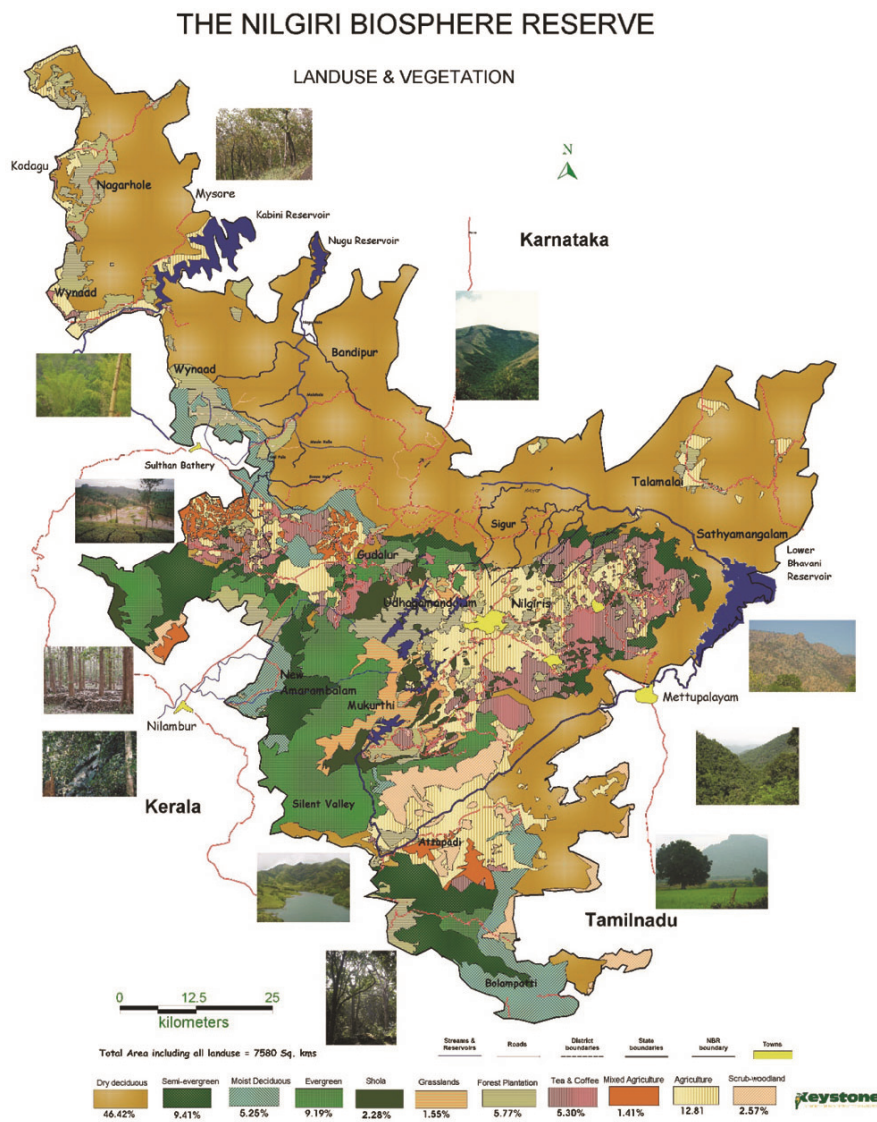 THE NILGIRI BIOSPHERE RESERVE
LANDUSE & VEGETATION
N
Kodagu
Nagarhole
Mysore
Kabini Reservoir
Nugu Reservoir
Karnataka
Wynaad
Bandipur
Wynaad
Sulthan Bathery
Talamalai
Sigur
Sathyamangalam
Gudalur
Lower
Bhavani
Reservoir
Udhagamandalam
Nilgiris
New
Amarambalam
Mukurthi
Mettupalayam
Nilambur
Kerala
Silent Valley
Attapadi
Tamilnadu
Bolampatti
0 12.5 25
kilometers
Total Area including all landuse = 7580 Sq. kms
Streams &
Reservoirs
Roads
District
boundaries
State
boundaries
NBR
boundary
Towns
Dry deciduous Semi-evergreen Moist Deciduous Evergreen Shola Grasslands Forest Plantation Tea & Coffee Mixed Agriculture Agriculture Scrub-woodland
46.42% 9.41% 5.25% 9.19% 2.28% 1.55% 5.77% 5.30% 1.41% 12.81 2.57%
Keystone